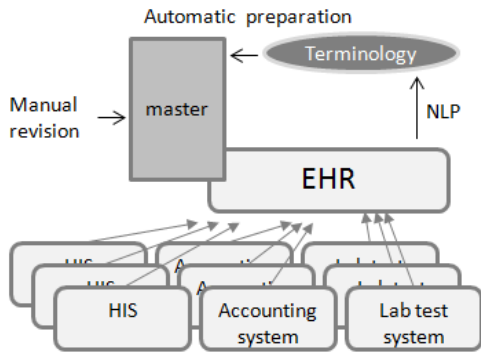 Automatic preparation
Terminology
Manual
revision
master
NLP
EHR
HIS
Accounting
system
Lab test
system